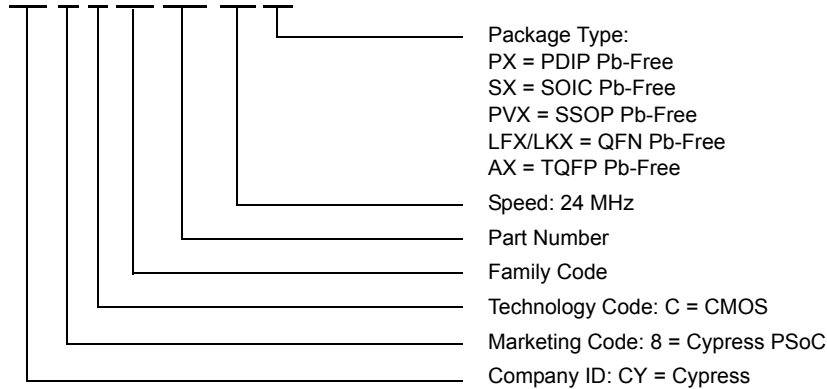 Package Type:
PX = PDIP Pb-Free
SX = SOIC Pb-Free
PVX = SSOP Pb-Free
LFX/LKX = QFN Pb-Free
AX = TQFP Pb-Free
Speed: 24 MHz
Part Number
Family Code
Technology Code: C = CMOS
Marketing Code: 8 = Cypress PSoC
Company ID: CY = Cypress